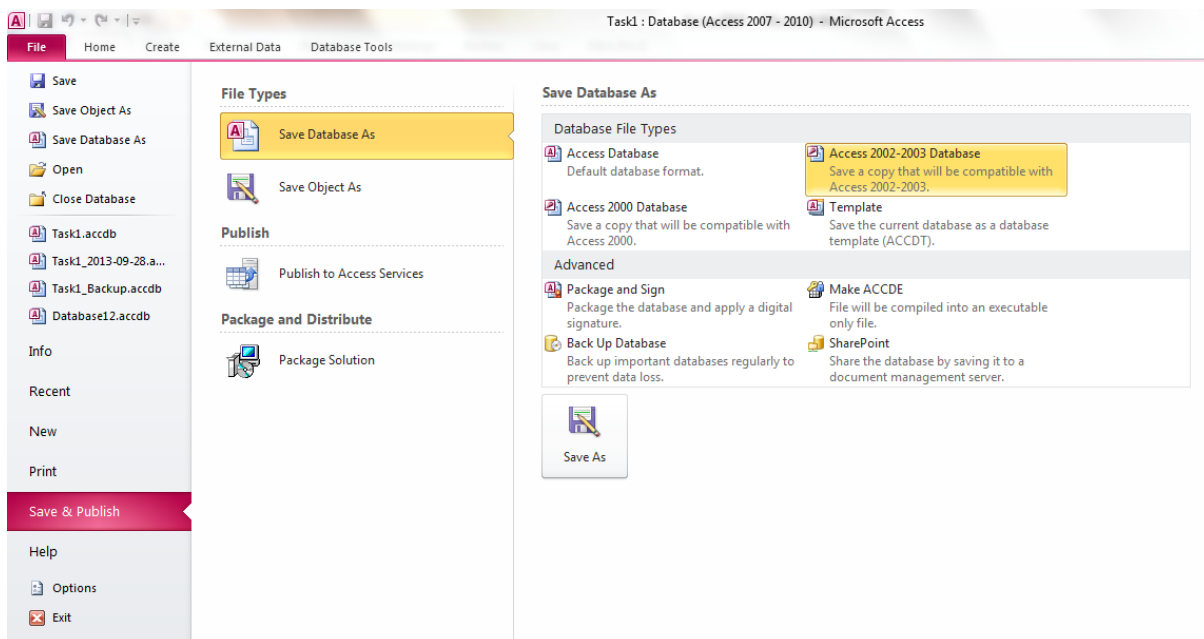 Task1 : Database (Access 2007 - 2010) - Microsoft Access
File Home Create External Data Database Tools
Save
Save Object As
Save Database As
Open
Close Database
Task1.accdb
Task1_2013-09-28.a...
Task1_Backup.accdb
Database12.accdb
Info
Recent
New
Print
Save & Publish
Help
Options
Exit
File Types
Save Database As
Save Object As
Publish
Publish to Access Services
Package and Distribute
Package Solution
Save Database As
Database File Types
Access Database
Default database format.
Access 2002-2003 Database
Save a copy that will be compatible with
Access 2002-2003.
Access 2000 Database
Save a copy that will be compatible with
Access 2000.
Template
Save the current database as a database
template (ACCDT).
Advanced
Package and Sign
Package the database and apply a digital
signature.
Make ACCDE
File will be compiled into an executable
only file.
Back Up Database
Back up important databases regularly to
prevent data loss.
SharePoint
Share the database by saving it to a
document management server.
Save As